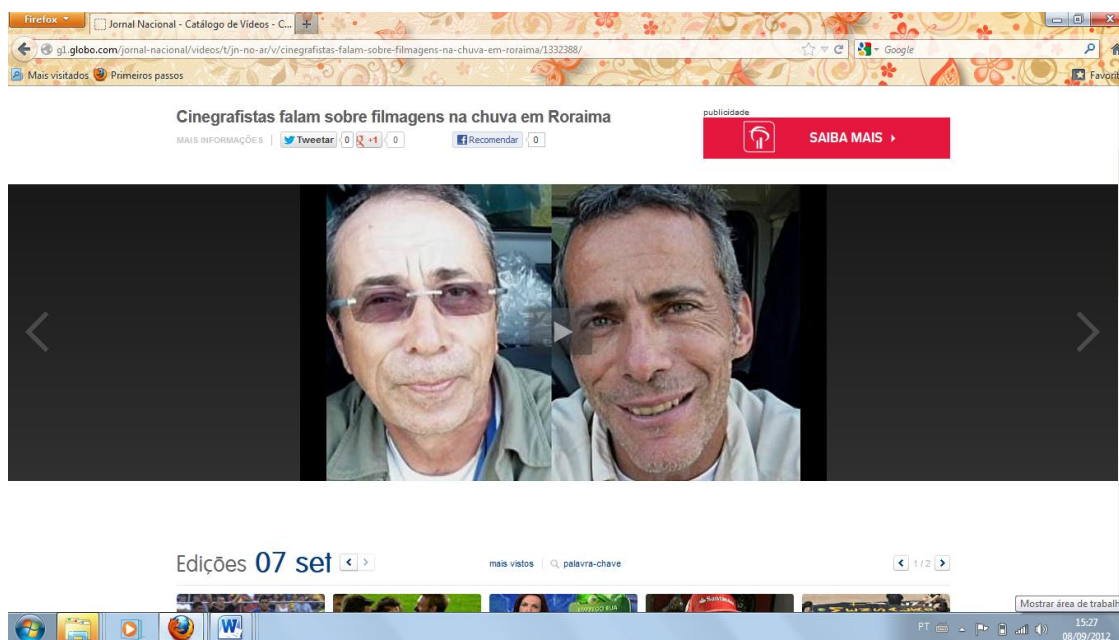 Firefox
Jornal Nacional - Catálogo de Vídeos - C...
g1.globo.com/jornal-nacional/videos/t/jn-no-ar/v/cinegrafistas-falam-sobre-filmagens-na-chuva-em-roraima/1332388/
Google
Mais visitados Primeiros passos
Favorit
Cinegrafistas falam sobre filmagens na chuva em Roraima
MAIS INFORMAÇÕES Tweetar 0 +1 0 Recomendar 0
publicidade
SAIBA MAIS
Edições 07 set
mais vistos palavra-chave
1/2
Mostrar área de trabalh
PT
15:27
08/09/2012